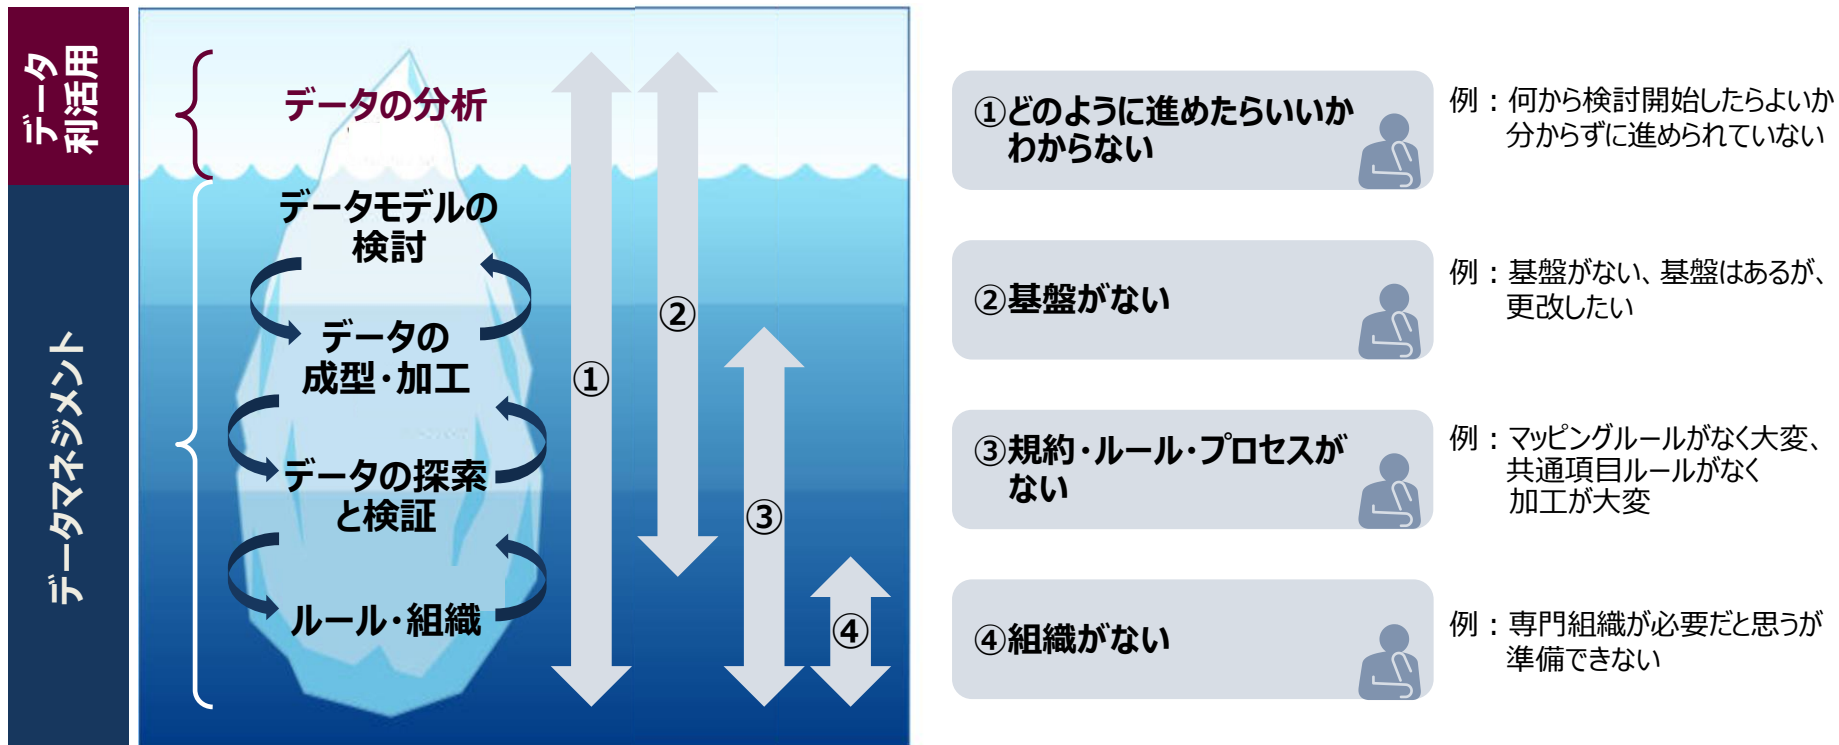 データ
利活用
データマネジメント
データの分析
データモデルの
検討
データの
成型・加工
データの探索
と検証
ルール・組織
①
②
③
④
①どのように進めたらいいか
わからない
例：何から検討開始したらよいか
分からずに進められていない
②基盤がない
例：基盤がない、基盤はあるが、
更改したい
③規約・ルール・プロセスが
ない
例：マッピングルールがなく大変、
共通項目ルールがなく
加工が大変
④組織がない
例：専門組織が必要だと思うが
準備できない